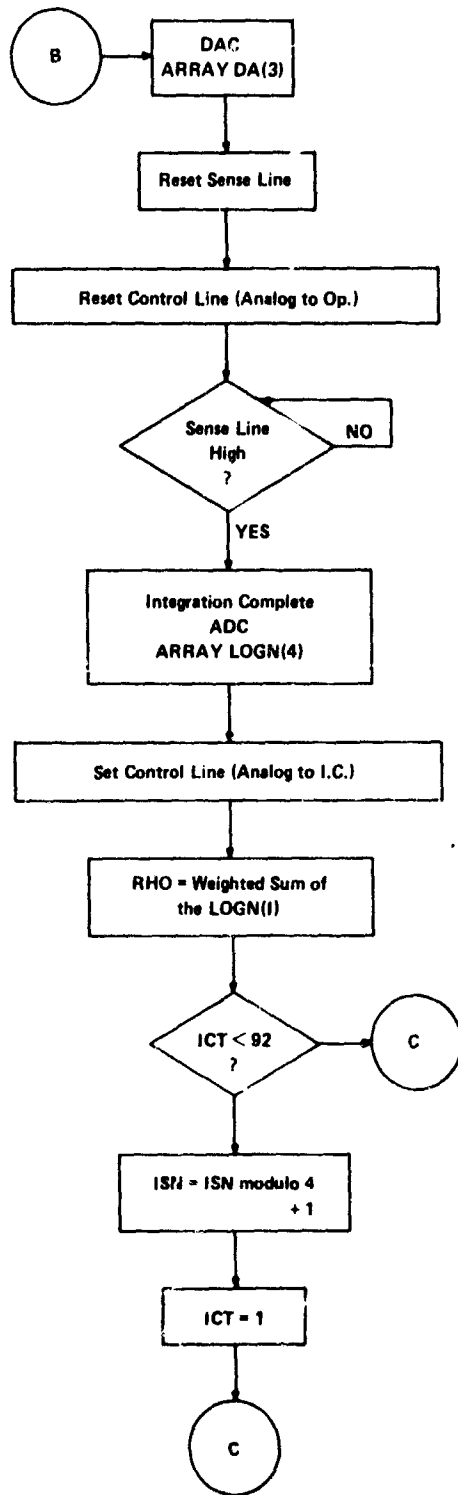 B
DAC
ARRAY DA(3)
Reset Sense Line
Reset Control Line (Analog to Op.)
Sense Line
High
?
NO
YES
Integration Complete
ADC
ARRAY LOGN(4)
Set Control Line (Analog to I.C.)
RHO = Weighted Sum of
the LOGN(I)
ICT < 92
?
C
ISN = ISN modulo 4
+ 1
ICT = 1
C